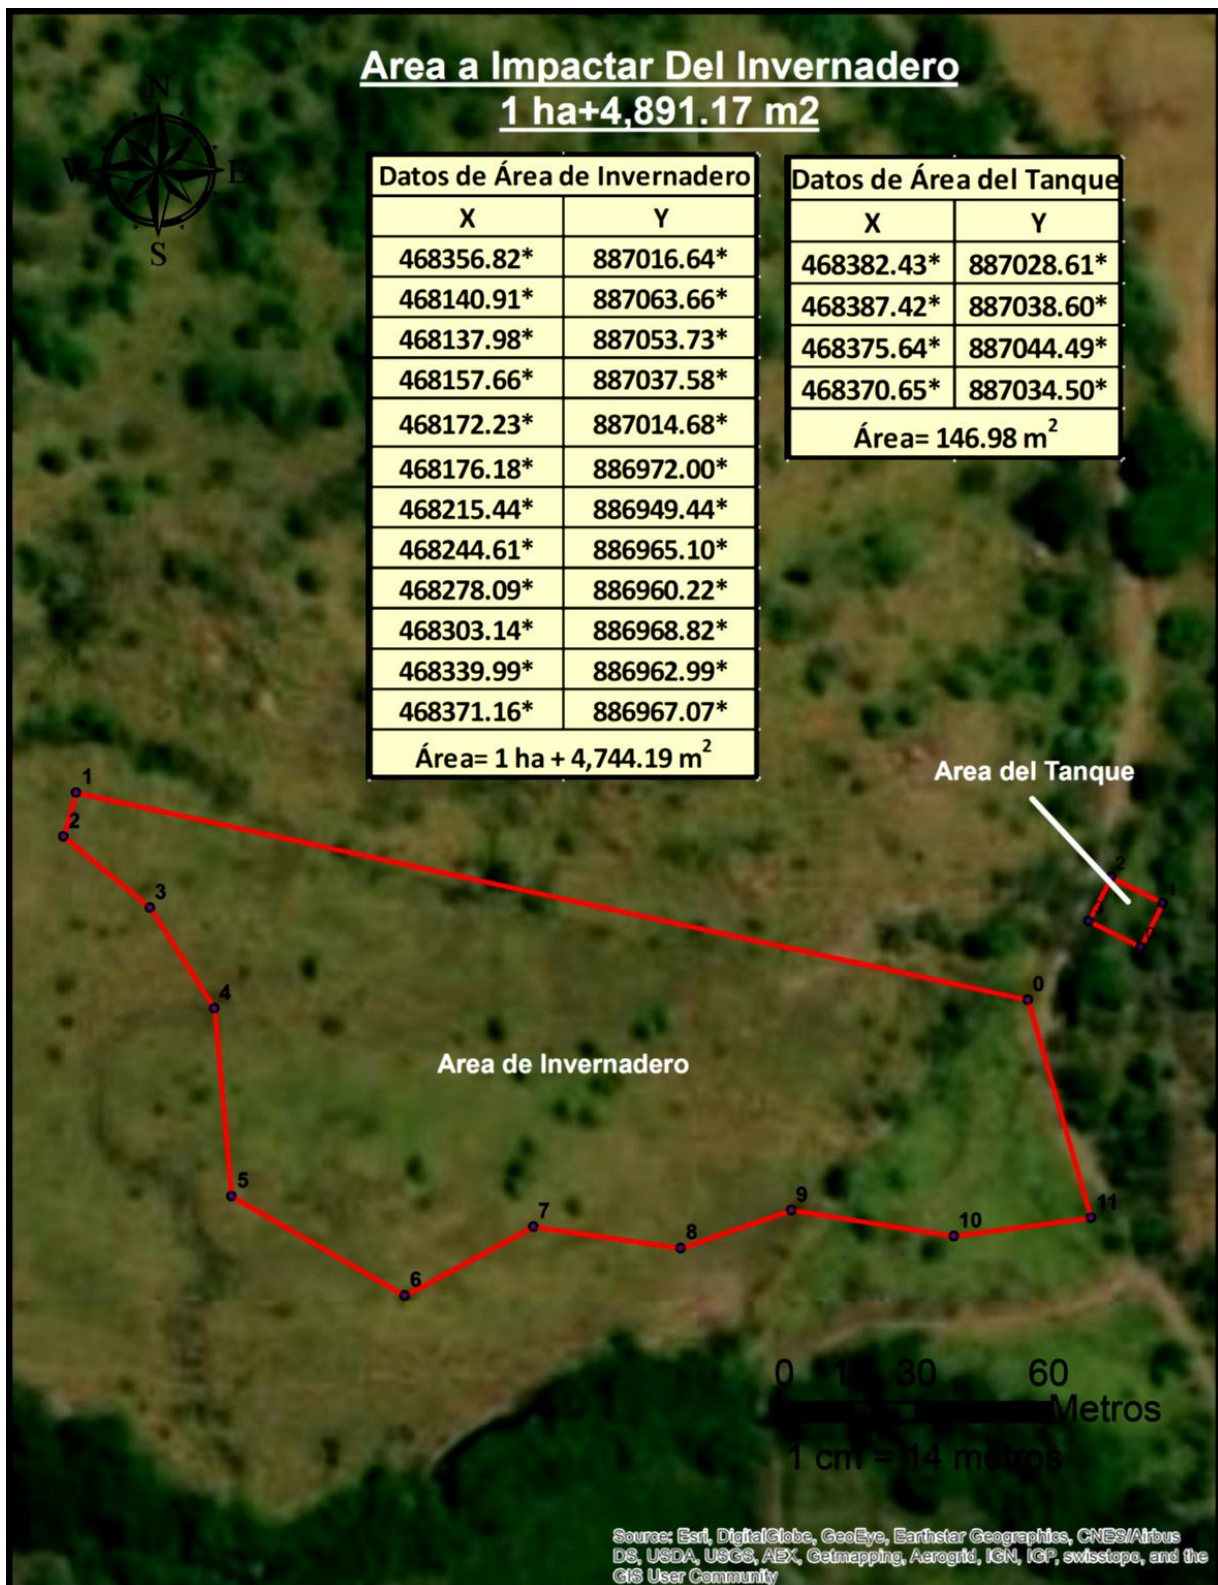 Area a Impactar Del Invernadero
1 ha+4,891.17 m2
N
W E
S
Datos de Área de Invernadero
X Y
468356.82* 887016.64*
468140.91* 887063.66*
468137.98* 887053.73*
468157.66* 887037.58*
468172.23* 887014.68*
468176.18* 886972.00*
468215.44* 886949.44*
468244.61* 886965.10*
468278.09* 886960.22*
468303.14* 886968.82*
468339.99* 886962.99*
468371.16* 886967.07*
Área= 1 ha + 4,744.19 m²
Datos de Área del Tanque
X Y
468382.43* 887028.61*
468387.42* 887038.60*
468375.64* 887044.49*
468370.65* 887034.50*
Área= 146.98 m²
Area del Tanque
1
2
3
4
5
6
7
8
9
10
11
0
2
1
Area de Invernadero
0 15 30 60
Metros
1 cm = 14 metros
Source: Esri, DigitalGlobe, GeoEye, Earthstar Geographics, CNES/Airbus
DS, USDA, USGS, AEX, Getmapping, Aerogrid, IGN, IGP, swisstopo, and the
GIS User Community